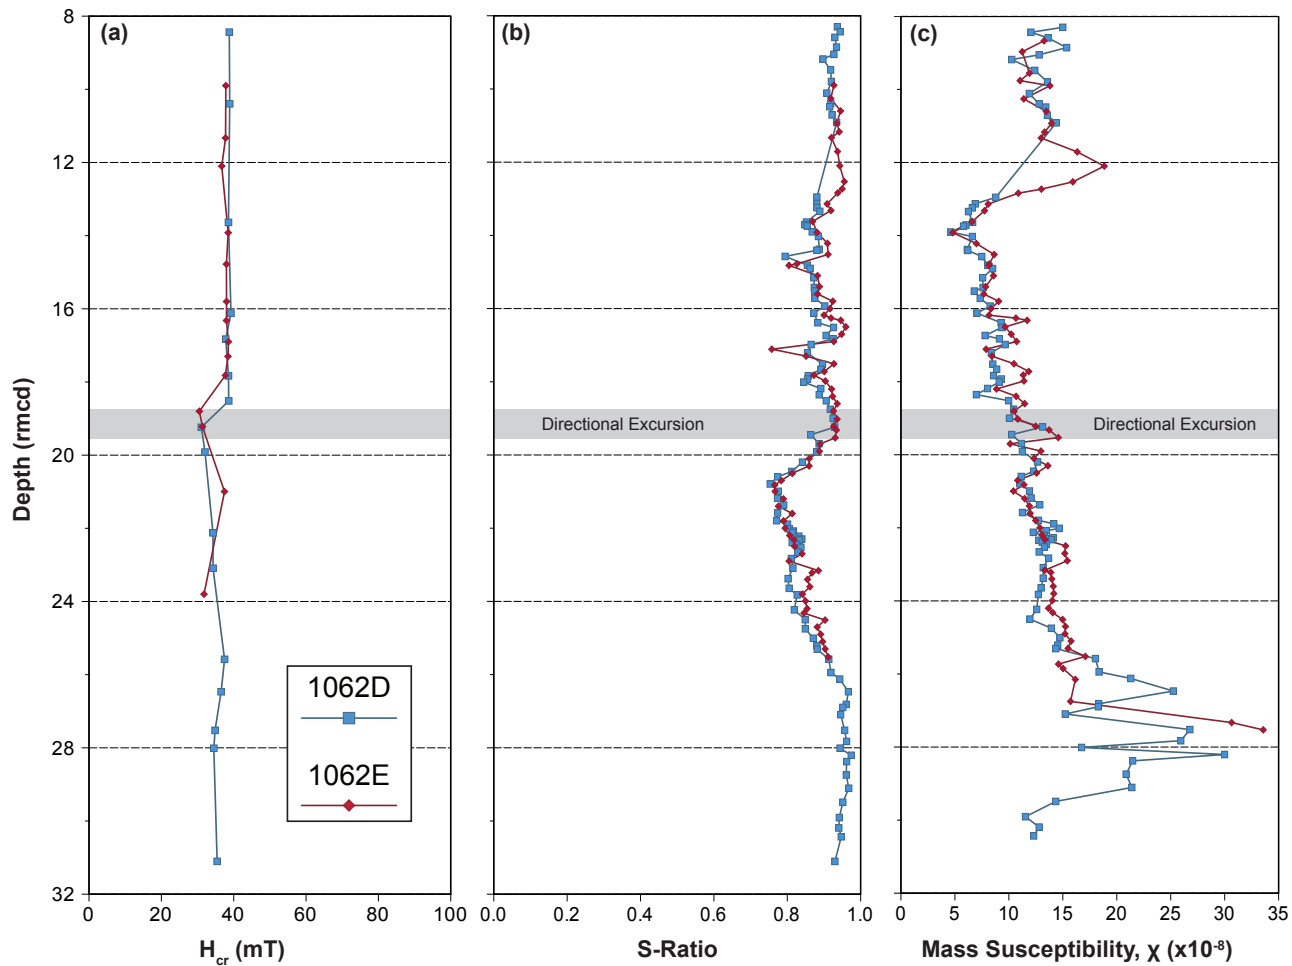 (a)
(b)
(c)
8
12
16
20
24
28
32
Depth (rmcd)
Directional Excursion
Directional Excursion
1062D
1062E
0 20 40 60 80 100
0.0 0.2 0.4 0.6 0.8 1.0
0 5 10 15 20 25 30 35
Hcr (mT)
S-Ratio
Mass Susceptibility, χ (x10⁻⁸)